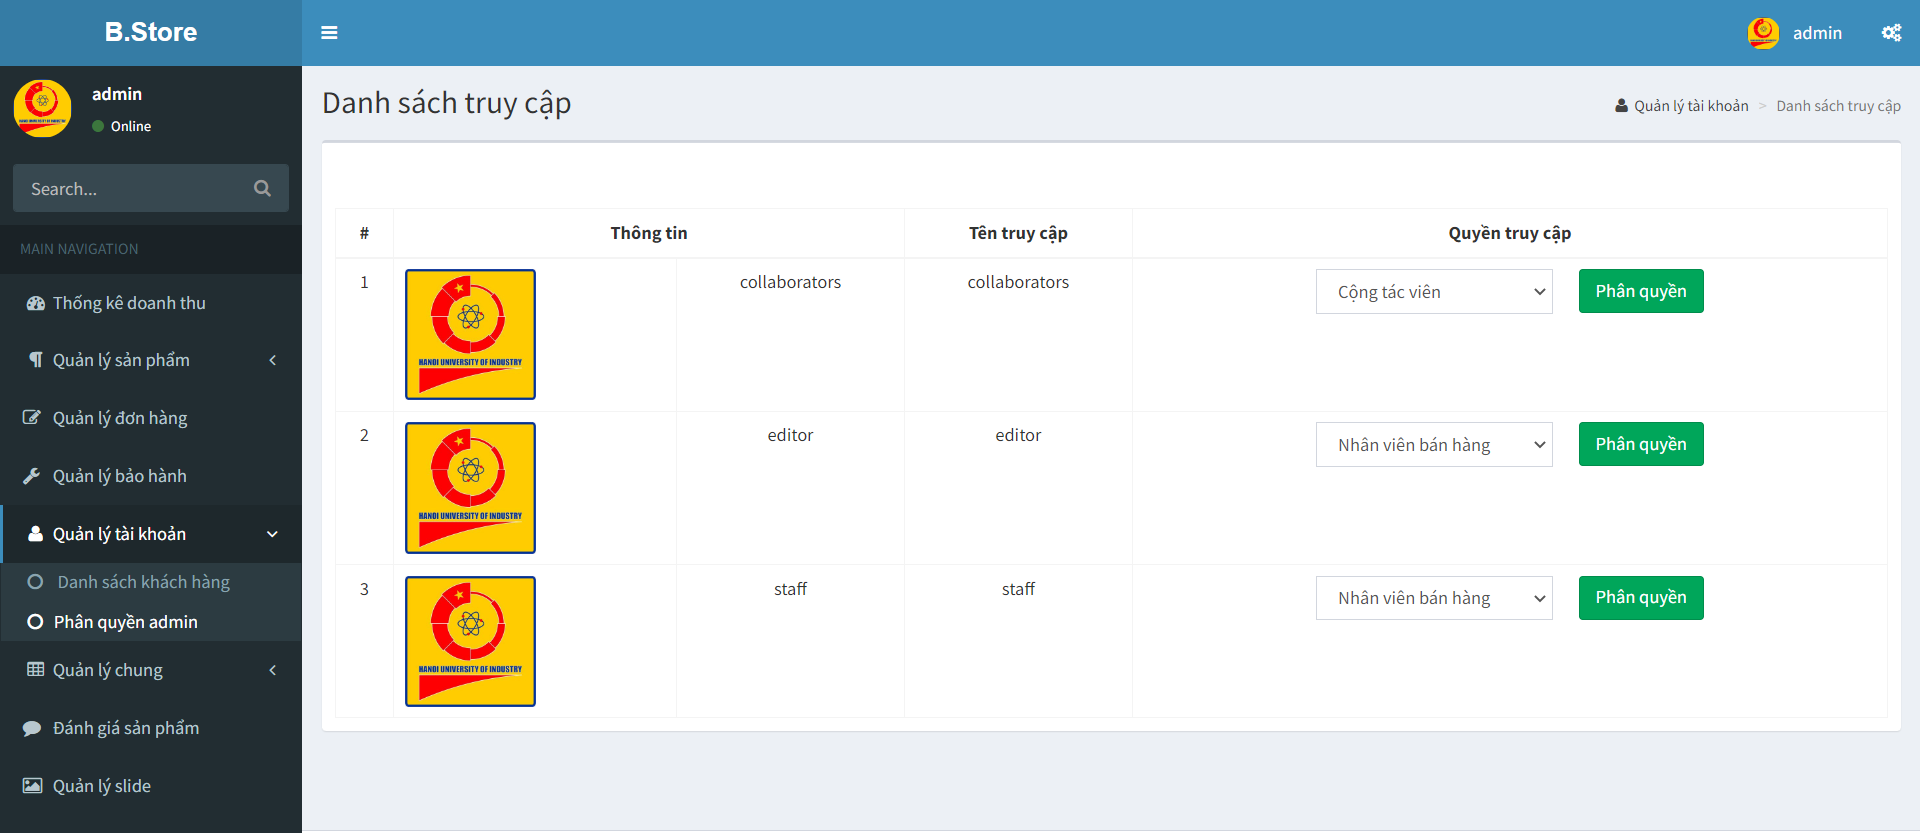 B.Store
admin
admin
Online
Search...
MAIN NAVIGATION
Thống kê doanh thu
Quản lý sản phẩm
Quản lý đơn hàng
Quản lý bảo hành
Quản lý tài khoản
Danh sách khách hàng
Phân quyền admin
Quản lý chung
Đánh giá sản phẩm
Quản lý slide
Danh sách truy cập
Quản lý tài khoản > Danh sách truy cập
# Thông tin Tên truy cập Quyền truy cập
1 collaborators collaborators Cộng tác viên Phân quyền
HANOI UNIVERSITY OF INDUSTRY
2 editor editor Nhân viên bán hàng Phân quyền
HANOI UNIVERSITY OF INDUSTRY
3 staff staff Nhân viên bán hàng Phân quyền
HANOI UNIVERSITY OF INDUSTRY